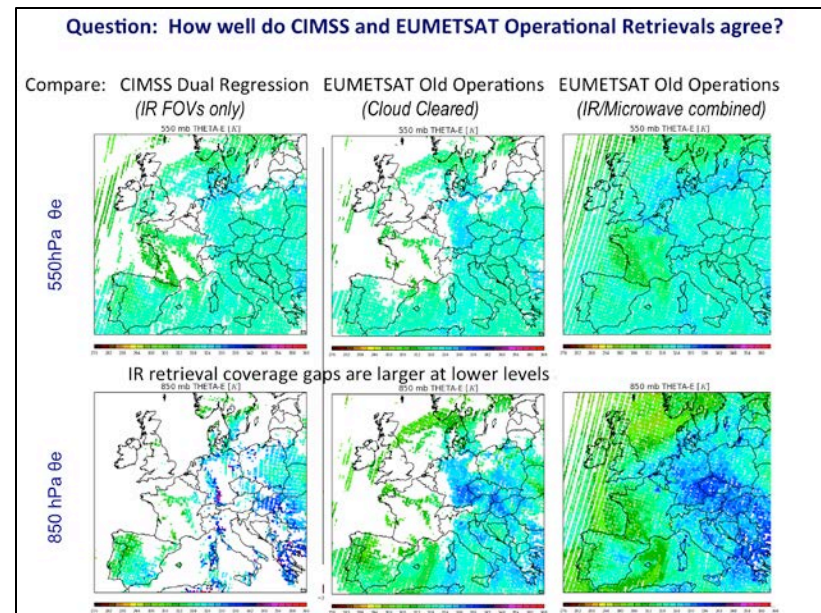 Question: How well do CIMSS and EUMETSAT Operational Retrievals agree?
Compare: CIMSS Dual Regression EUMETSAT Old Operations EUMETSAT Old Operations
(IR FOVs only) (Cloud Cleared) (IR/Microwave combined)
550 mb THETA-E [K] 550 mb THETA-E [K] 550 mb THETA-E [K]
550hPa θe
IR retrieval coverage gaps are larger at lower levels
850 mb THETA-E [K] 850 mb THETA-E [K] 850 mb THETA-E [K]
850 hPa θe